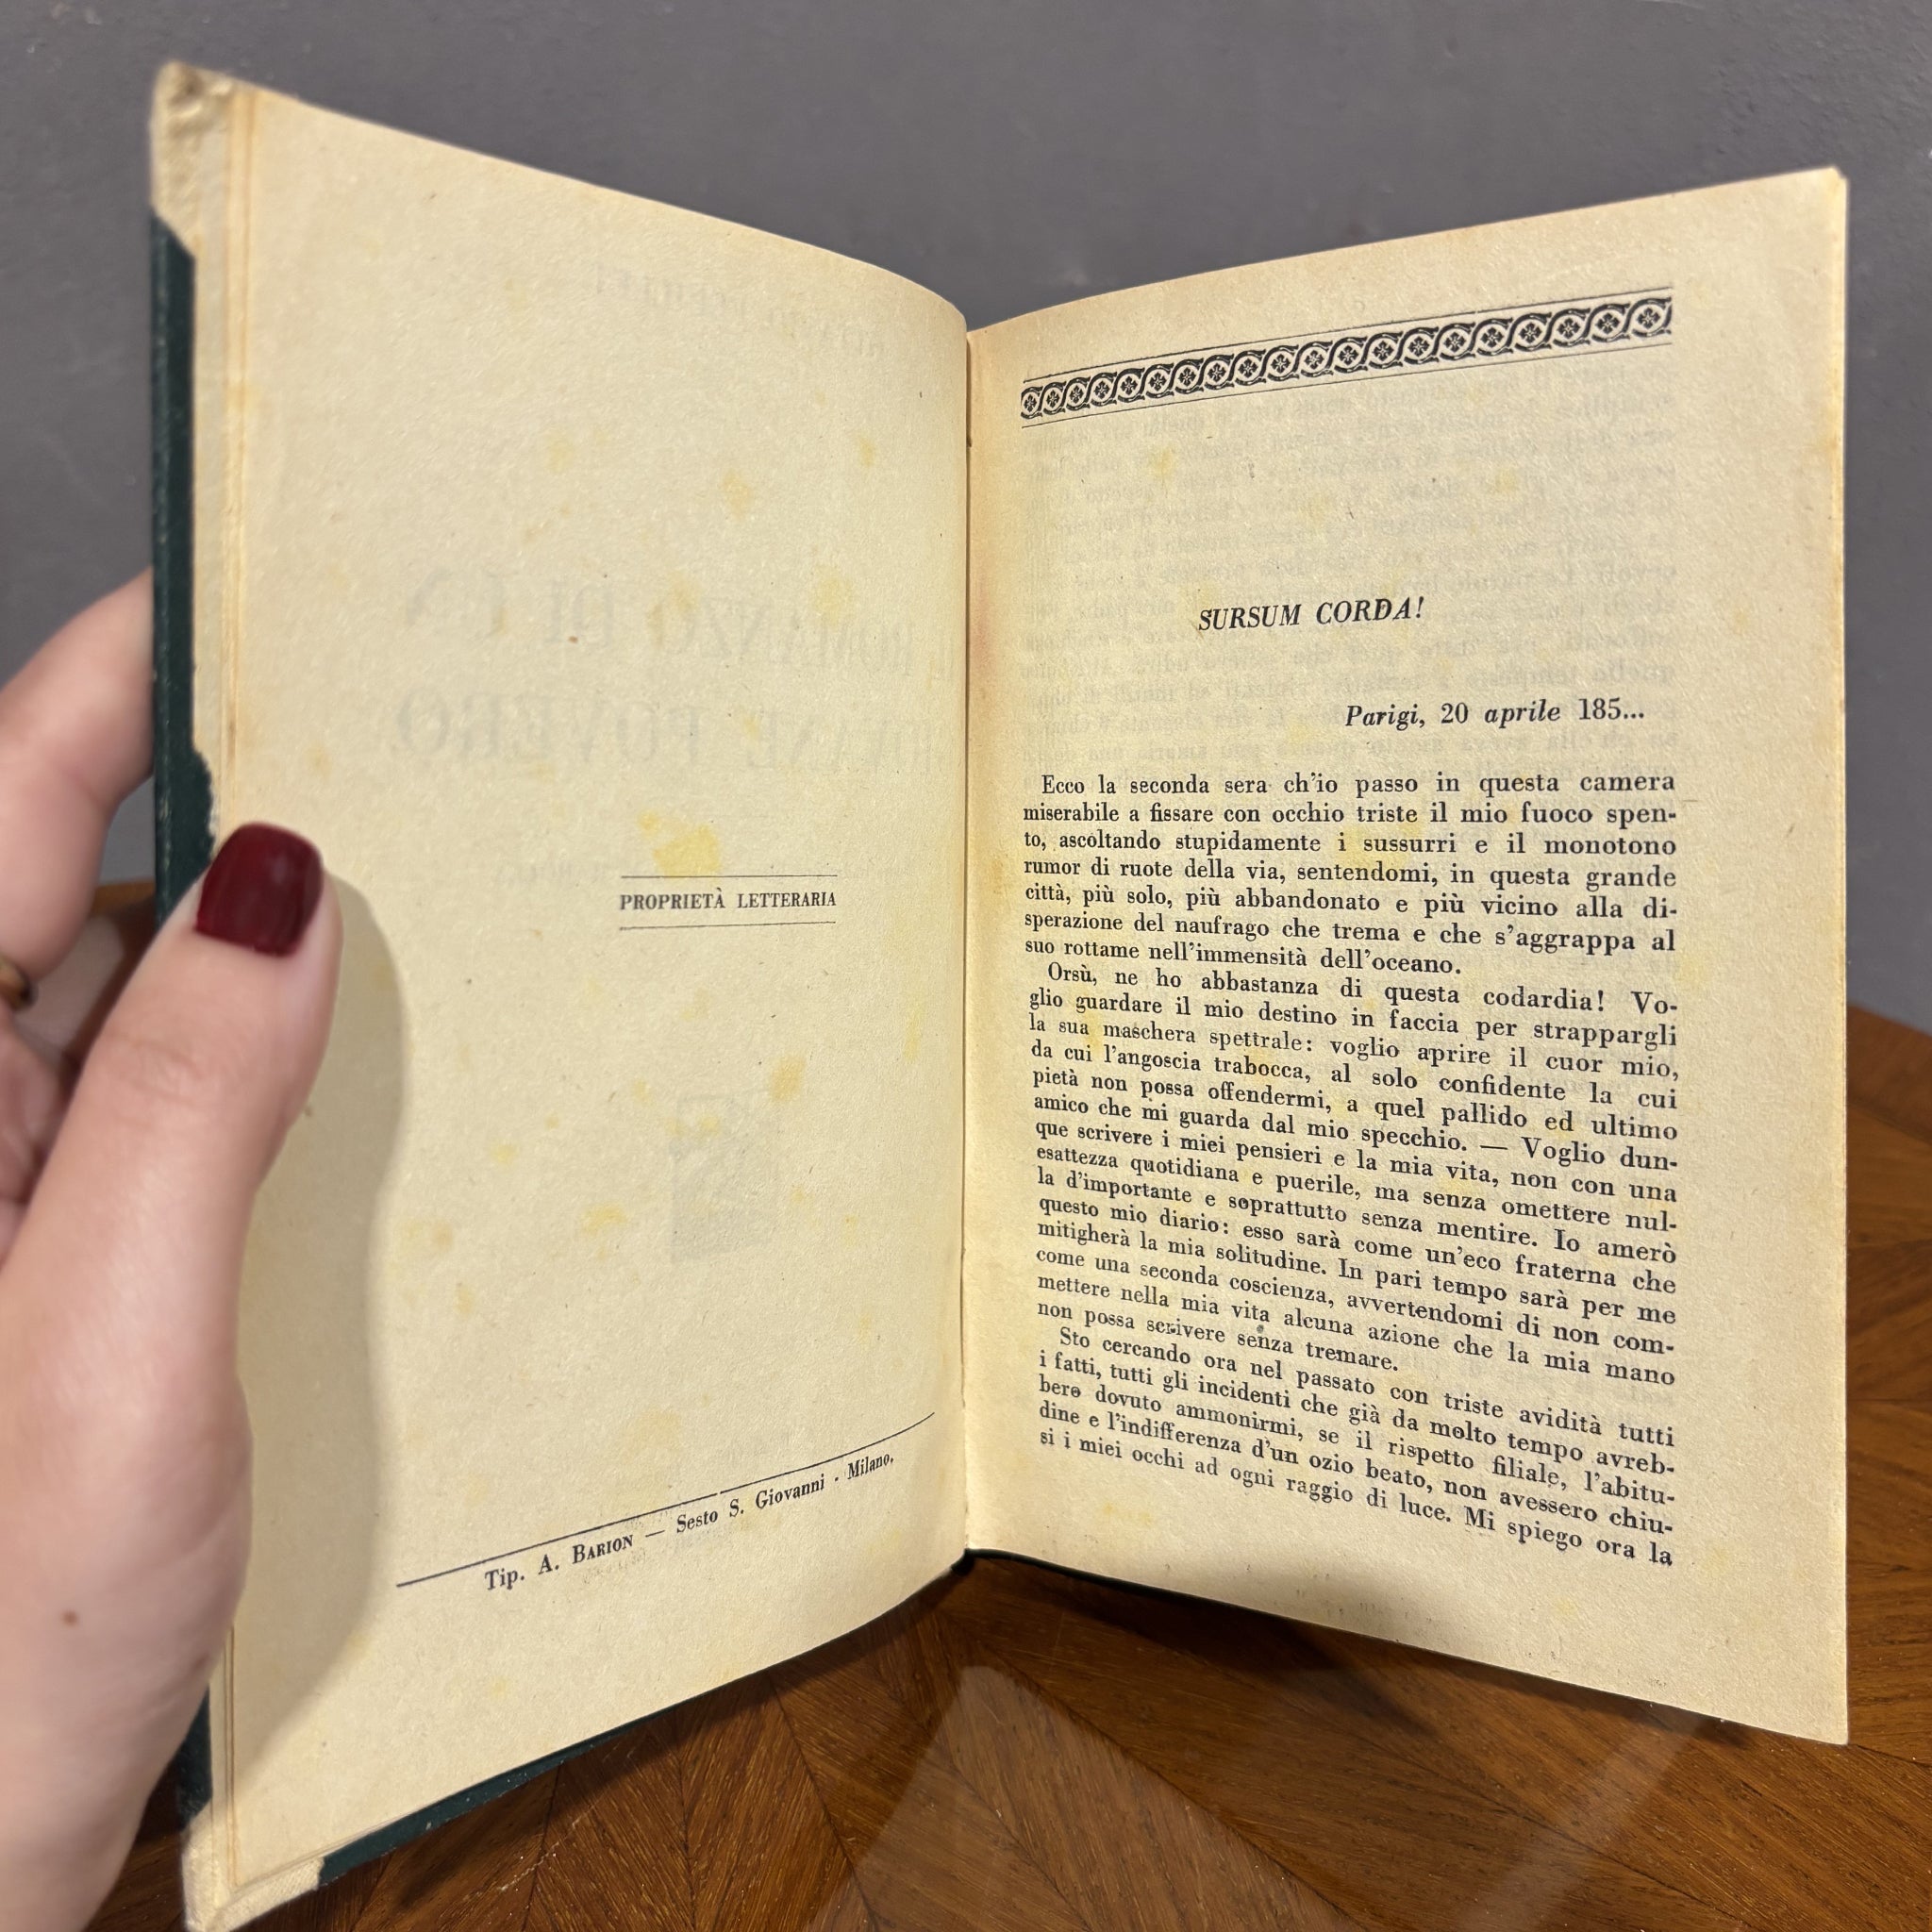 PROPRIETÀ LETTERARIA
Tip. A. BARION — Sesto S. Giovanni - Milano.
SURSUM CORDA!
Parigi, 20 aprile 185...
Ecco la seconda sera ch'io passo in questa camera
miserabile a fissare con occhio triste il mio fuoco spen-
to, ascoltando stupidamente i sussurri e il monotono
rumor di ruote della via, sentendomi, in questa grande
città, più solo, più abbandonato e più vicino alla di-
sperazione del naufrago che trema e che s'aggrappa al
suo rottame nell'immensità dell'oceano.
Orsù, ne ho abbastanza di questa codardia! Vo-
glio guardare il mio destino in faccia per strappargli
la sua maschera spettrale: voglio aprire il cuor mio,
da cui l'angoscia trabocca, al solo confidente la cui
pietà non possa offendermi, a quel pallido ed ultimo
amico che mi guarda dal mio specchio. — Voglio dun-
que scrivere i miei pensieri e la mia vita, non con una
esattezza quotidiana e puerile, ma senza omettere nul-
la d'importante e soprattutto senza mentire. Io amerò
questo mio diario: esso sarà come un'eco fraterna che
mitigherà la mia solitudine. In pari tempo sarà per me
come una seconda coscienza, avvertendomi di non com-
mettere nella mia vita alcuna azione che la mia mano
non possa scrivere senza tremare.
Sto cercando ora nel passato con triste avidità tutti
i fatti, tutti gli incidenti che già da molto tempo avreb-
bero dovuto ammonirmi, se il rispetto filiale, l'abitu-
dine e l'indifferenza d'un ozio beato, non avessero chiu-
si i miei occhi ad ogni raggio di luce. Mi spiego ora la